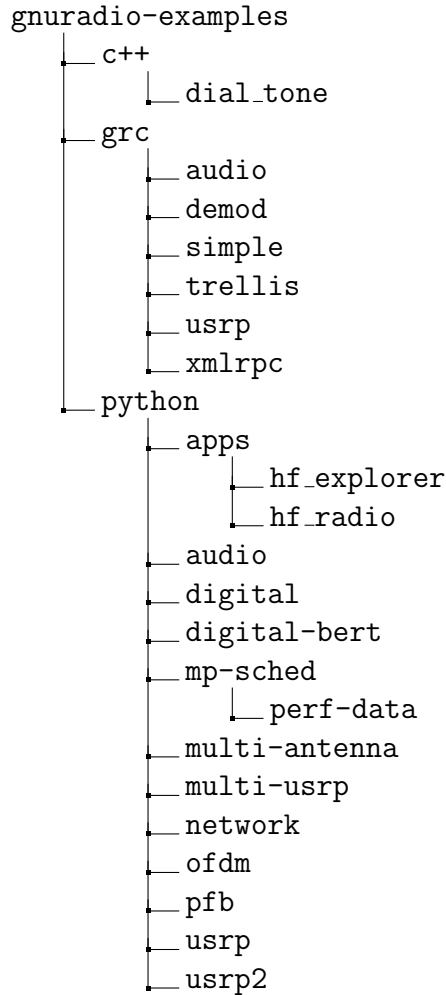 gnuradio-examples
c++
dial_tone
grc
audio
demod
simple
trellis
usrp
xmlrpc
python
apps
hf_explorer
hf_radio
audio
digital
digital-bert
mp-sched
perf-data
multi-antenna
multi-usrp
network
ofdm
pfb
usrp
usrp2